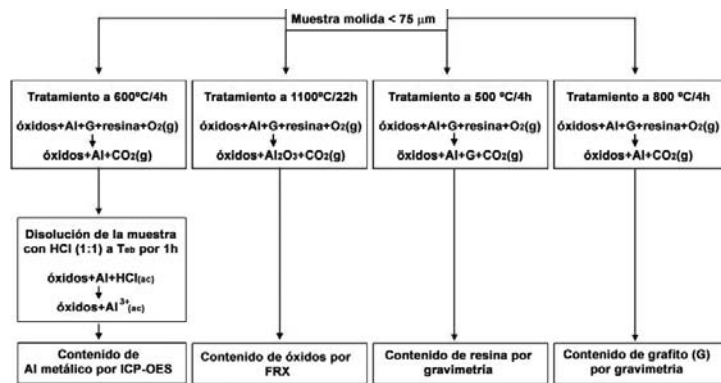 Muestra molida < 75 µm
Tratamiento a 600ºC/4h
óxidos+Al+G+resina+O2(g)
óxidos+Al+CO2(g)
Tratamiento a 1100ºC/22h
óxidos+Al+G+resina+O2(g)
óxidos+Al2O3+CO2(g)
Tratamiento a 500 ºC/4h
óxidos+Al+G+resina+O2(g)
öxidos+Al+G+CO2(g)
Tratamiento a 800 ºC/4h
óxidos+Al+G+resina+O2(g)
óxidos+Al+CO2(g)
Disolución de la muestra
con HCl (1:1) a Teb por 1h
óxidos+Al+HCl(ac)
óxidos+Al3+(ac)
Contenido de
Al metálico por ICP-OES
Contenido de óxidos por
FRX
Contenido de resina por
gravimetria
Contenido de grafito (G)
por gravimetria